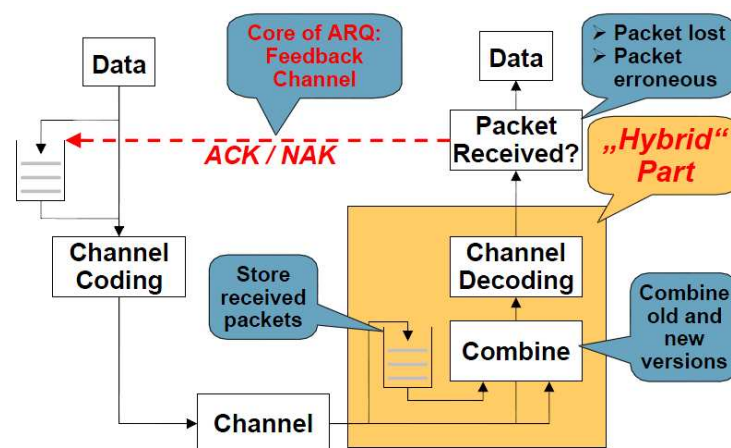 Core of ARQ:
Feedback
Channel
➢ Packet lost
➢ Packet
erroneous
Data
Data
Packet
Received?
ACK / NAK
„Hybrid“
Part
Channel
Coding
Store
received
packets
Channel
Decoding
Combine
Combine
old and
new
versions
Channel